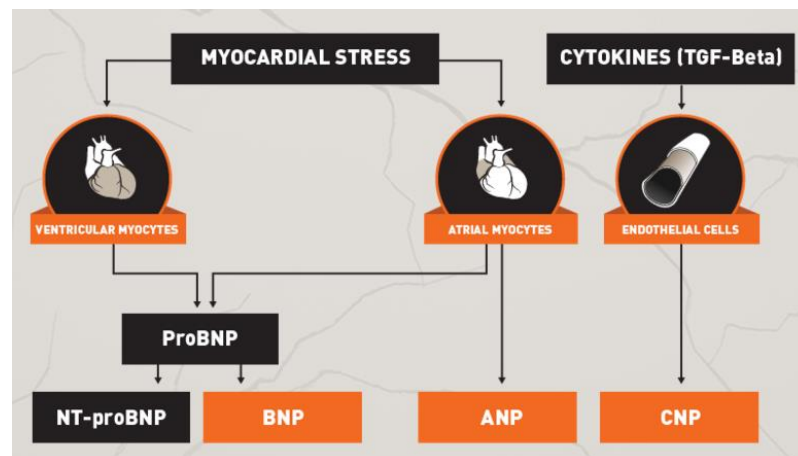 MYOCARDIAL STRESS
CYTOKINES (TGF-Beta)
VENTRICULAR MYOCYTES
ATRIAL MYOCYTES
ENDOTHELIAL CELLS
ProBNP
NT-proBNP
BNP
ANP
CNP